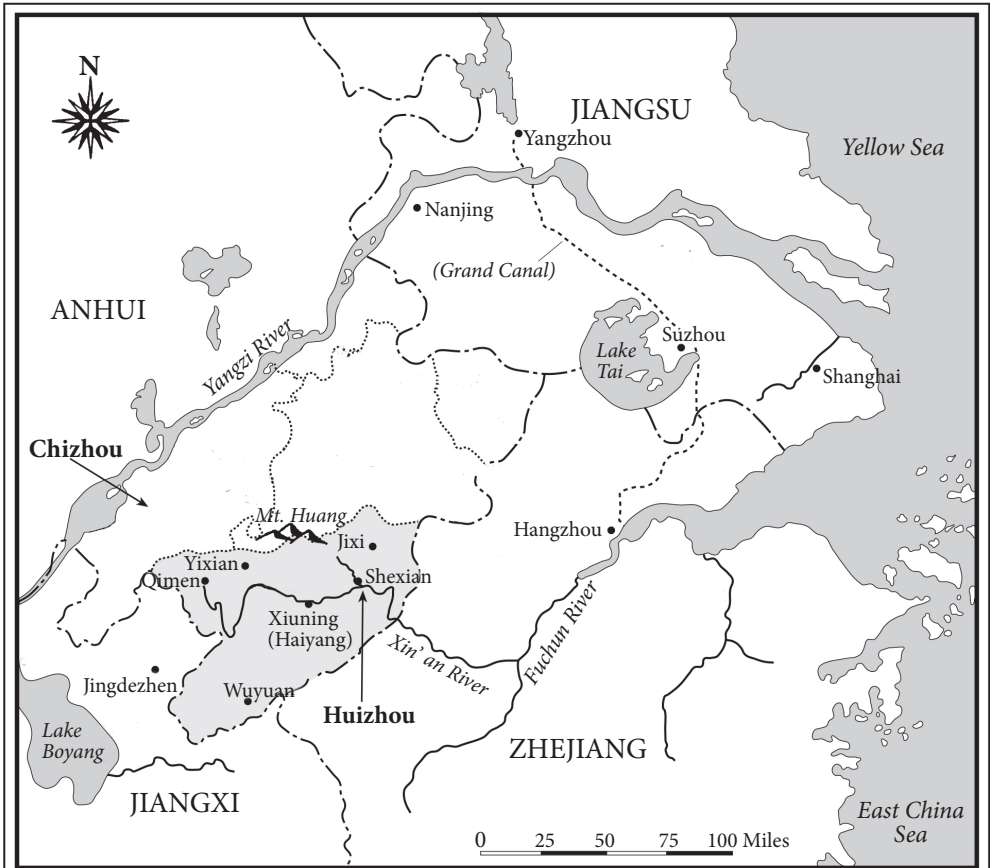 N
JIANGSU
Yangzhou
Yellow Sea
Nanjing
(Grand Canal)
ANHUI
Yangzi River
Suzhou
Lake
Tai
Shanghai
Chizhou
Mt. Huang
Hangzhou
Jixi
Yixian
Qimen
Shexian
Xiuning
(Haiyang)
Xin’ an River
Fuchun River
Jingdezhen
Wuyuan
Huizhou
Lake
Boyang
ZHEJIANG
JIANGXI
East China
Sea
0 25 50 75 100 Miles